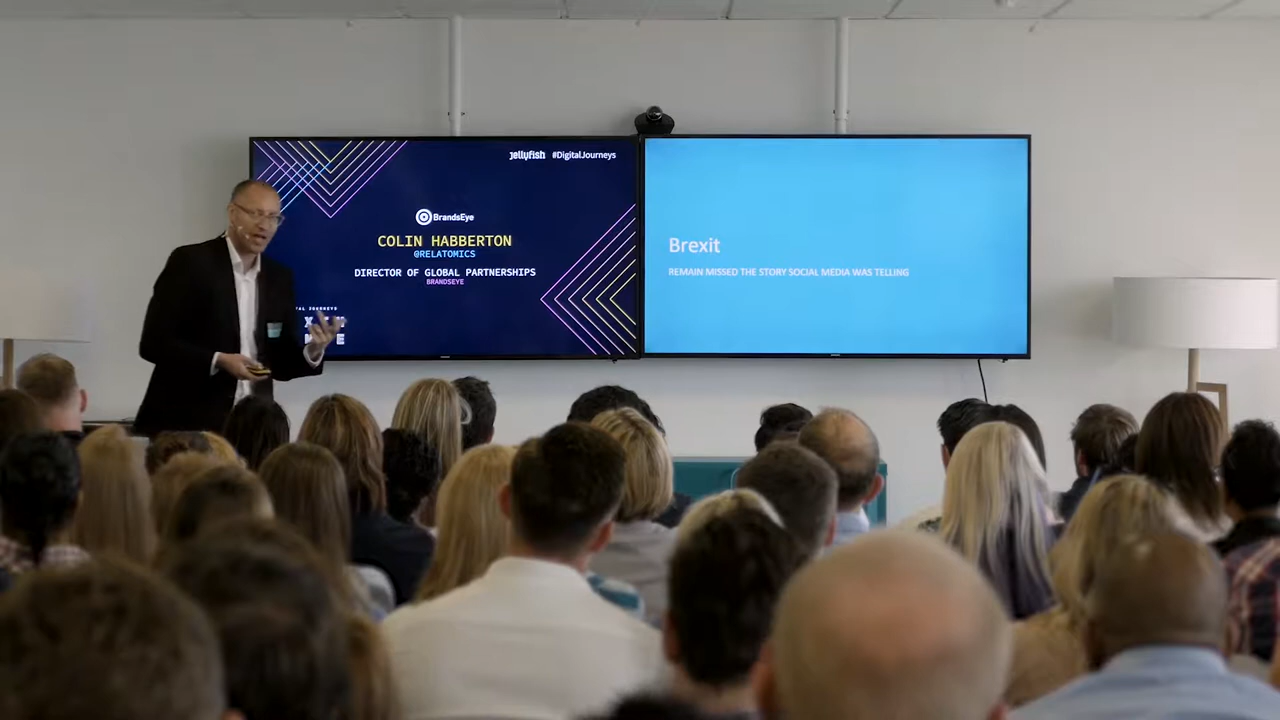 jellyfish #DigitalJourneys
BrandsEye
COLIN HABBERTON
@RELATOMICS
DIRECTOR OF GLOBAL PARTNERSHIPS
BRANDSEYE
Brexit
REMAIN MISSED THE STORY SOCIAL MEDIA WAS TELLING